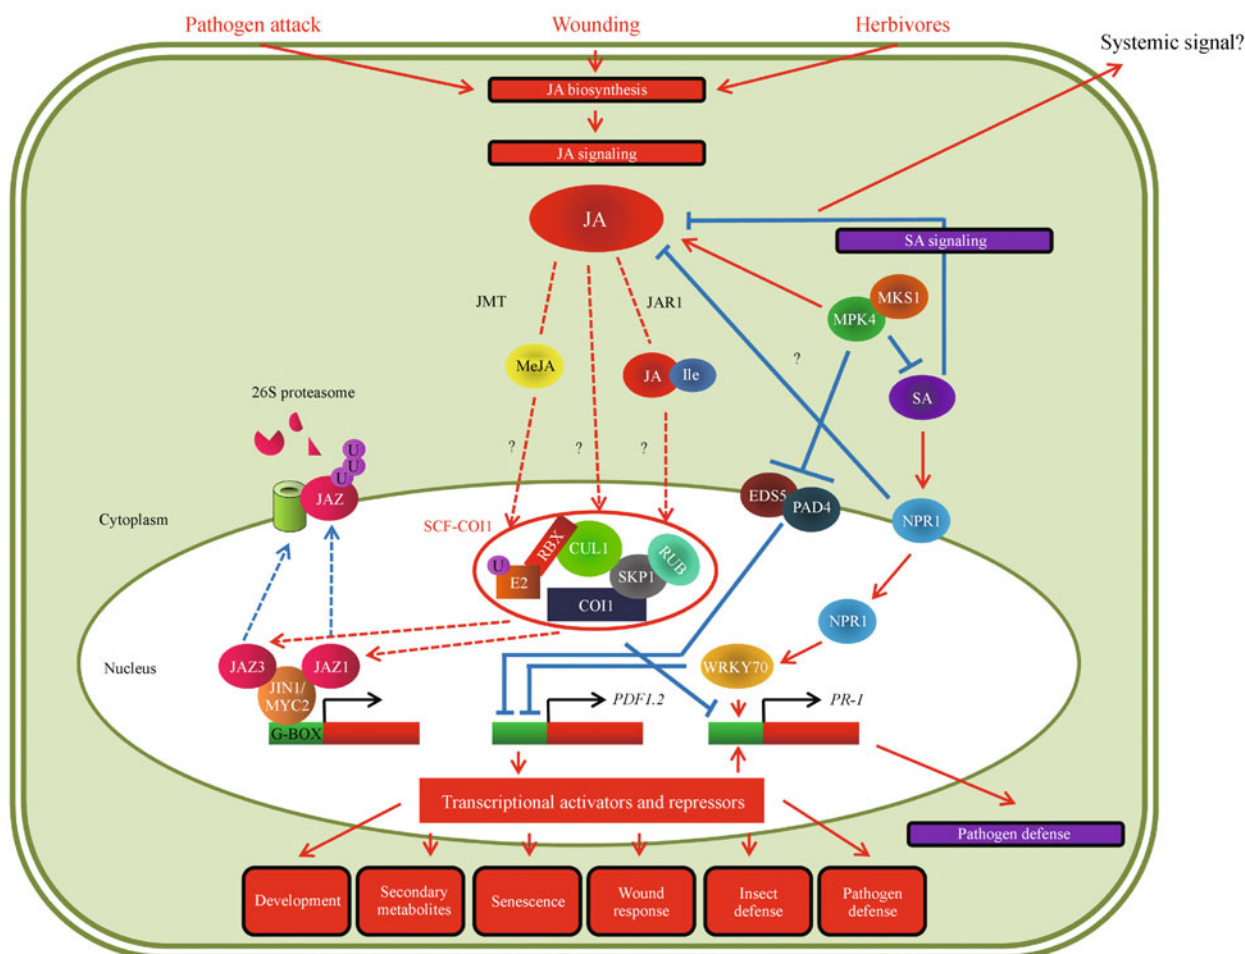 Pathogen attack
Wounding
Herbivores
Systemic signal?
JA biosynthesis
JA signaling
JA
SA signaling
JMT
JAR1
MKS1
MPK4
MeJA
JA
Ile
?
SA
26S proteasome
U
U
U
JAZ
?
?
?
EDS5
PAD4
NPR1
Cytoplasm
SCF-COI1
RBX
CUL1
RUB
U
E2
SKP1
COI1
NPR1
Nucleus
JAZ3
JAZ1
JIN1/
MYC2
WRKY70
PDF1.2
PR-1
G-BOX
Transcriptional activators and repressors
Pathogen defense
Development
Secondary
metabolites
Senescence
Wound
response
Insect
defense
Pathogen
defense